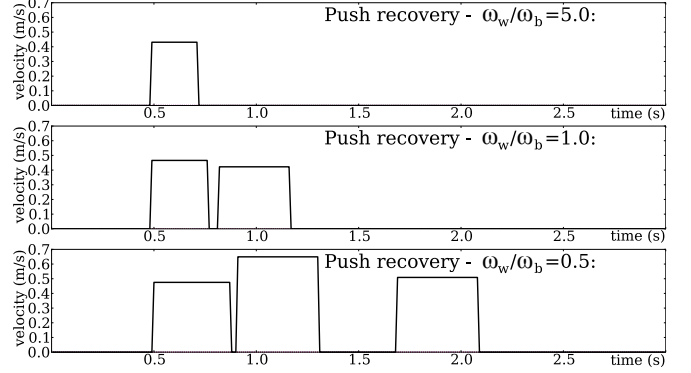 0.7
Push recovery - ω_w/ω_b=5.0:
velocity (m/s)
0.6
0.5
0.4
0.3
0.2
0.1
0.0
0.5 1.0 1.5 2.0 2.5 time (s)
0.7
Push recovery - ω_w/ω_b=1.0:
velocity (m/s)
0.6
0.5
0.4
0.3
0.2
0.1
0.0
0.5 1.0 1.5 2.0 2.5 time (s)
0.7
Push recovery - ω_w/ω_b=0.5:
velocity (m/s)
0.6
0.5
0.4
0.3
0.2
0.1
0.0
0.5 1.0 1.5 2.0 2.5 time (s)